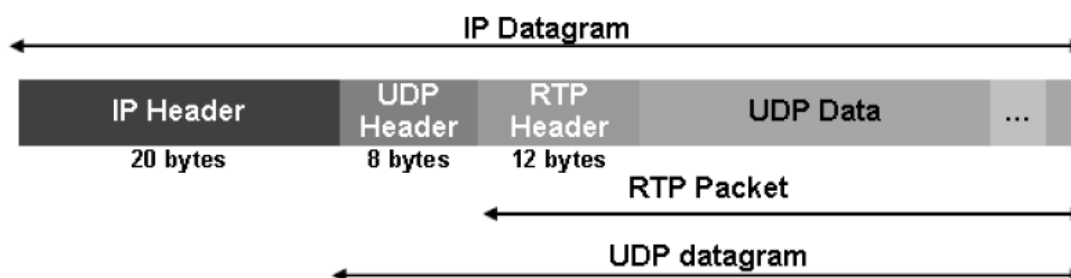 IP Datagram
IP Header
UDP
Header
RTP
Header
UDP Data
...
20 bytes
8 bytes
12 bytes
RTP Packet
UDP datagram